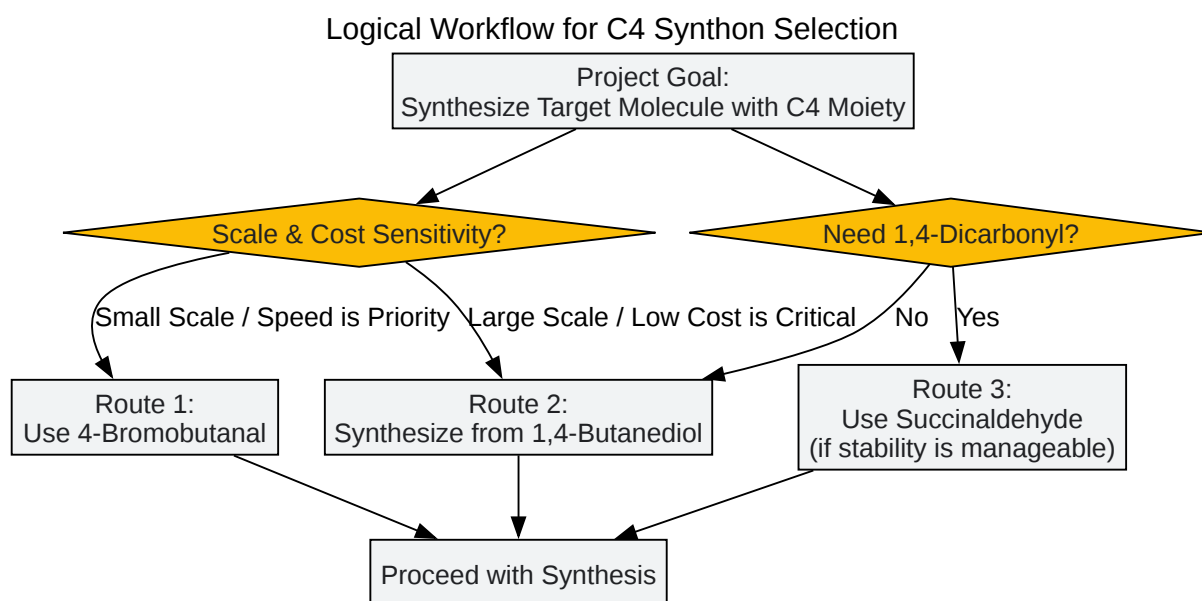 Logical Workflow for C4 Synthon Selection
Project Goal:
Synthesize Target Molecule with C4 Moiety
Scale & Cost Sensitivity?
Need 1,4-Dicarbonyl?
Small Scale / Speed is Priority
Large Scale / Low Cost is Critical
No
Yes
Route 1:
Use 4-Bromobutanal
Route 2:
Synthesize from 1,4-Butanediol
Route 3:
Use Succinaldehyde
(if stability is manageable)
Proceed with Synthesis